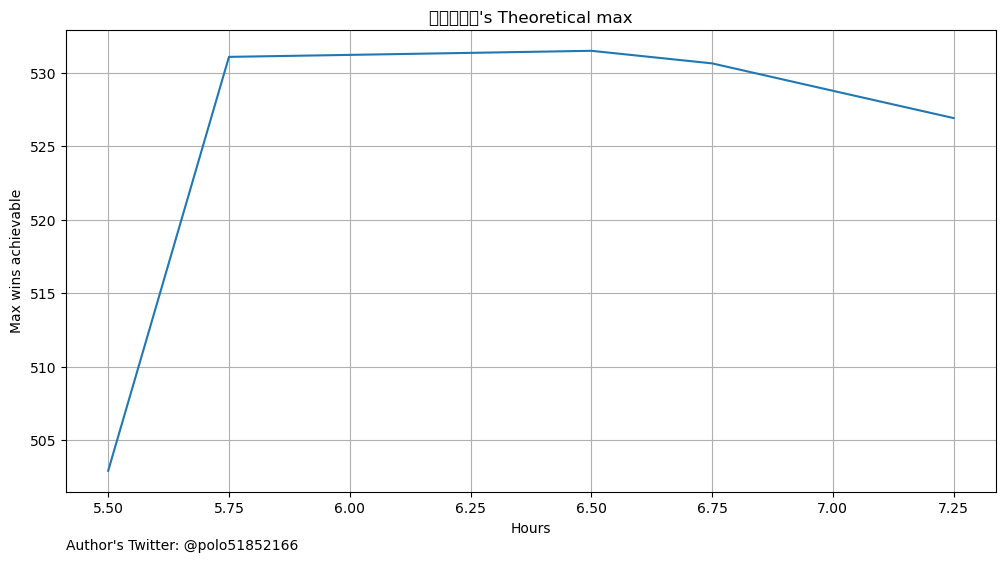 's Theoretical max
530
525
520
515
510
505
Max wins achievable
5.50 5.75 6.00 6.25 6.50 6.75 7.00 7.25
Hours
Author's Twitter: @polo51852166